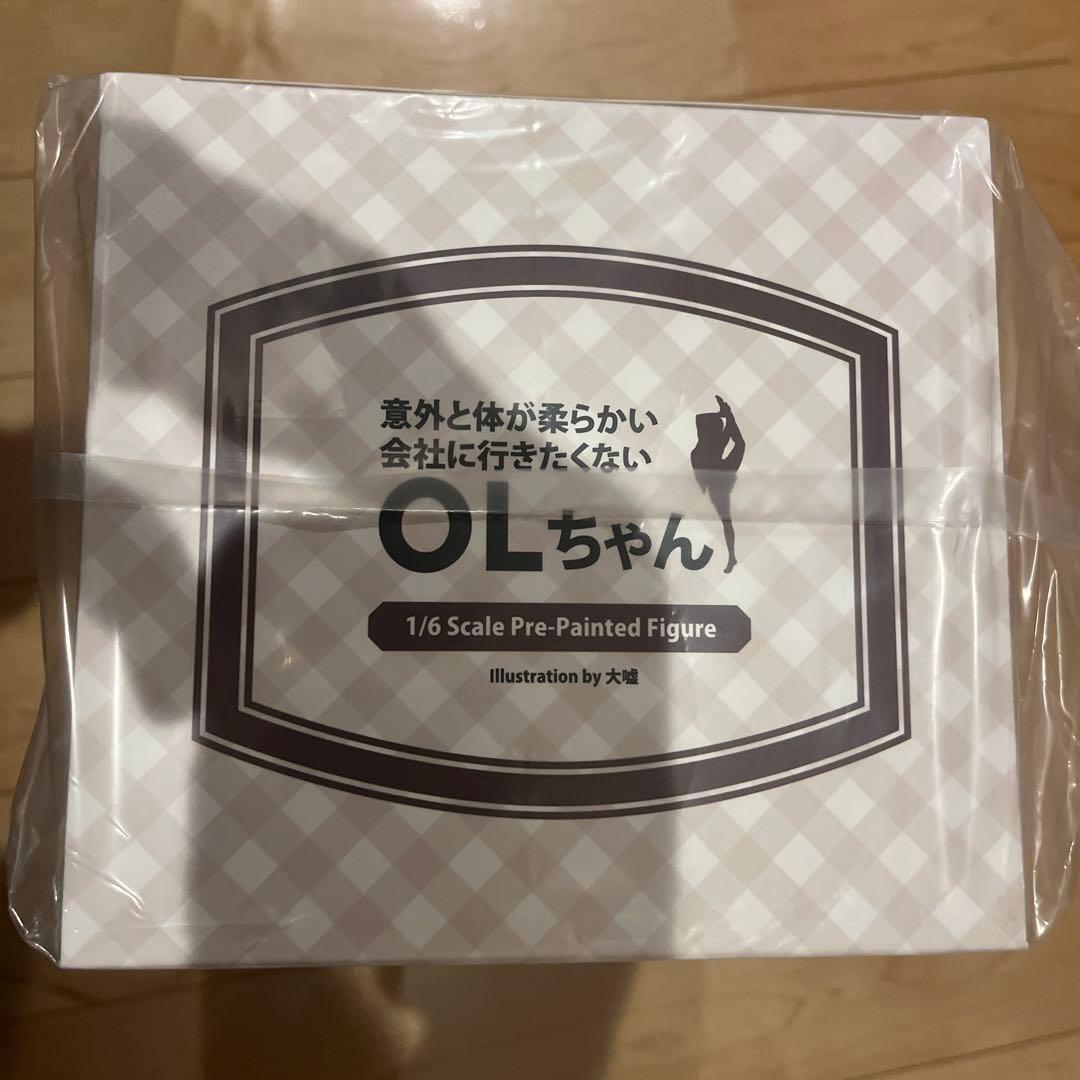 意外と体が柔らかい
会社に行きたくない
OLちゃん
1/6 Scale Pre-Painted Figure
Illustration by 大嘘